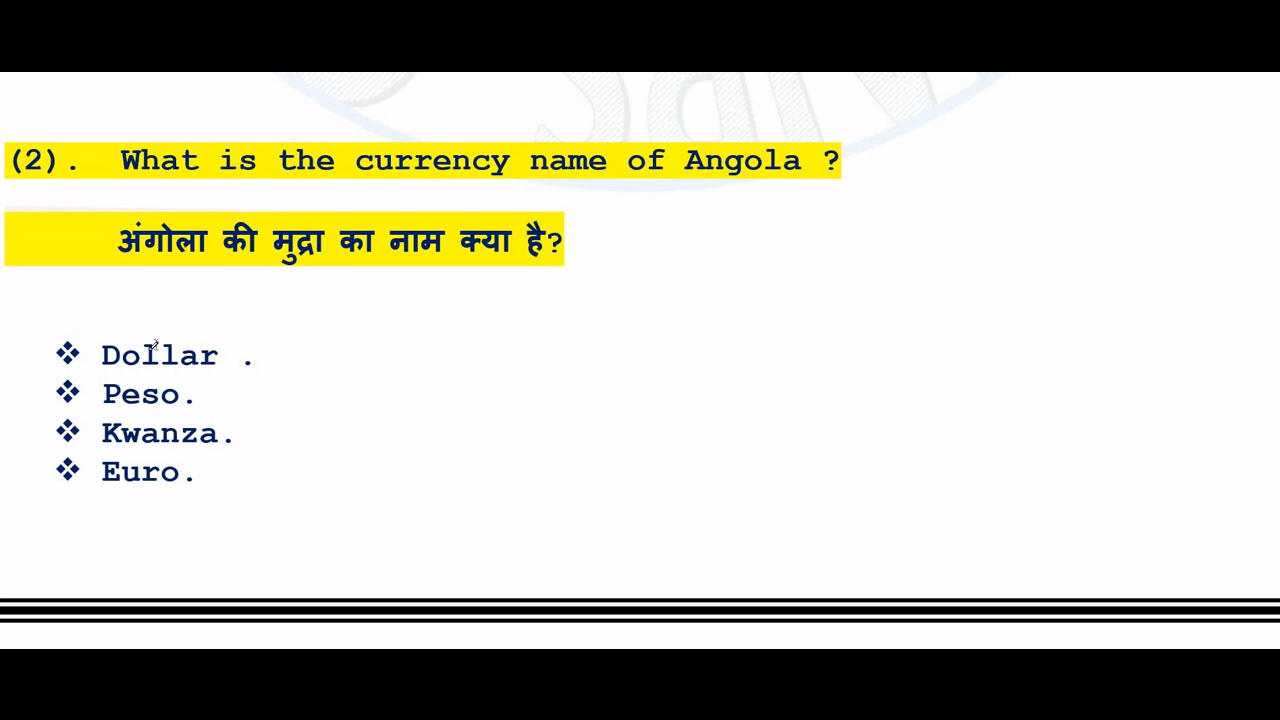 (2). What is the currency name of Angola ?
अंगोला की मुद्रा का नाम क्या है?
❖ Dollar .
❖ Peso.
❖ Kwanza.
❖ Euro.